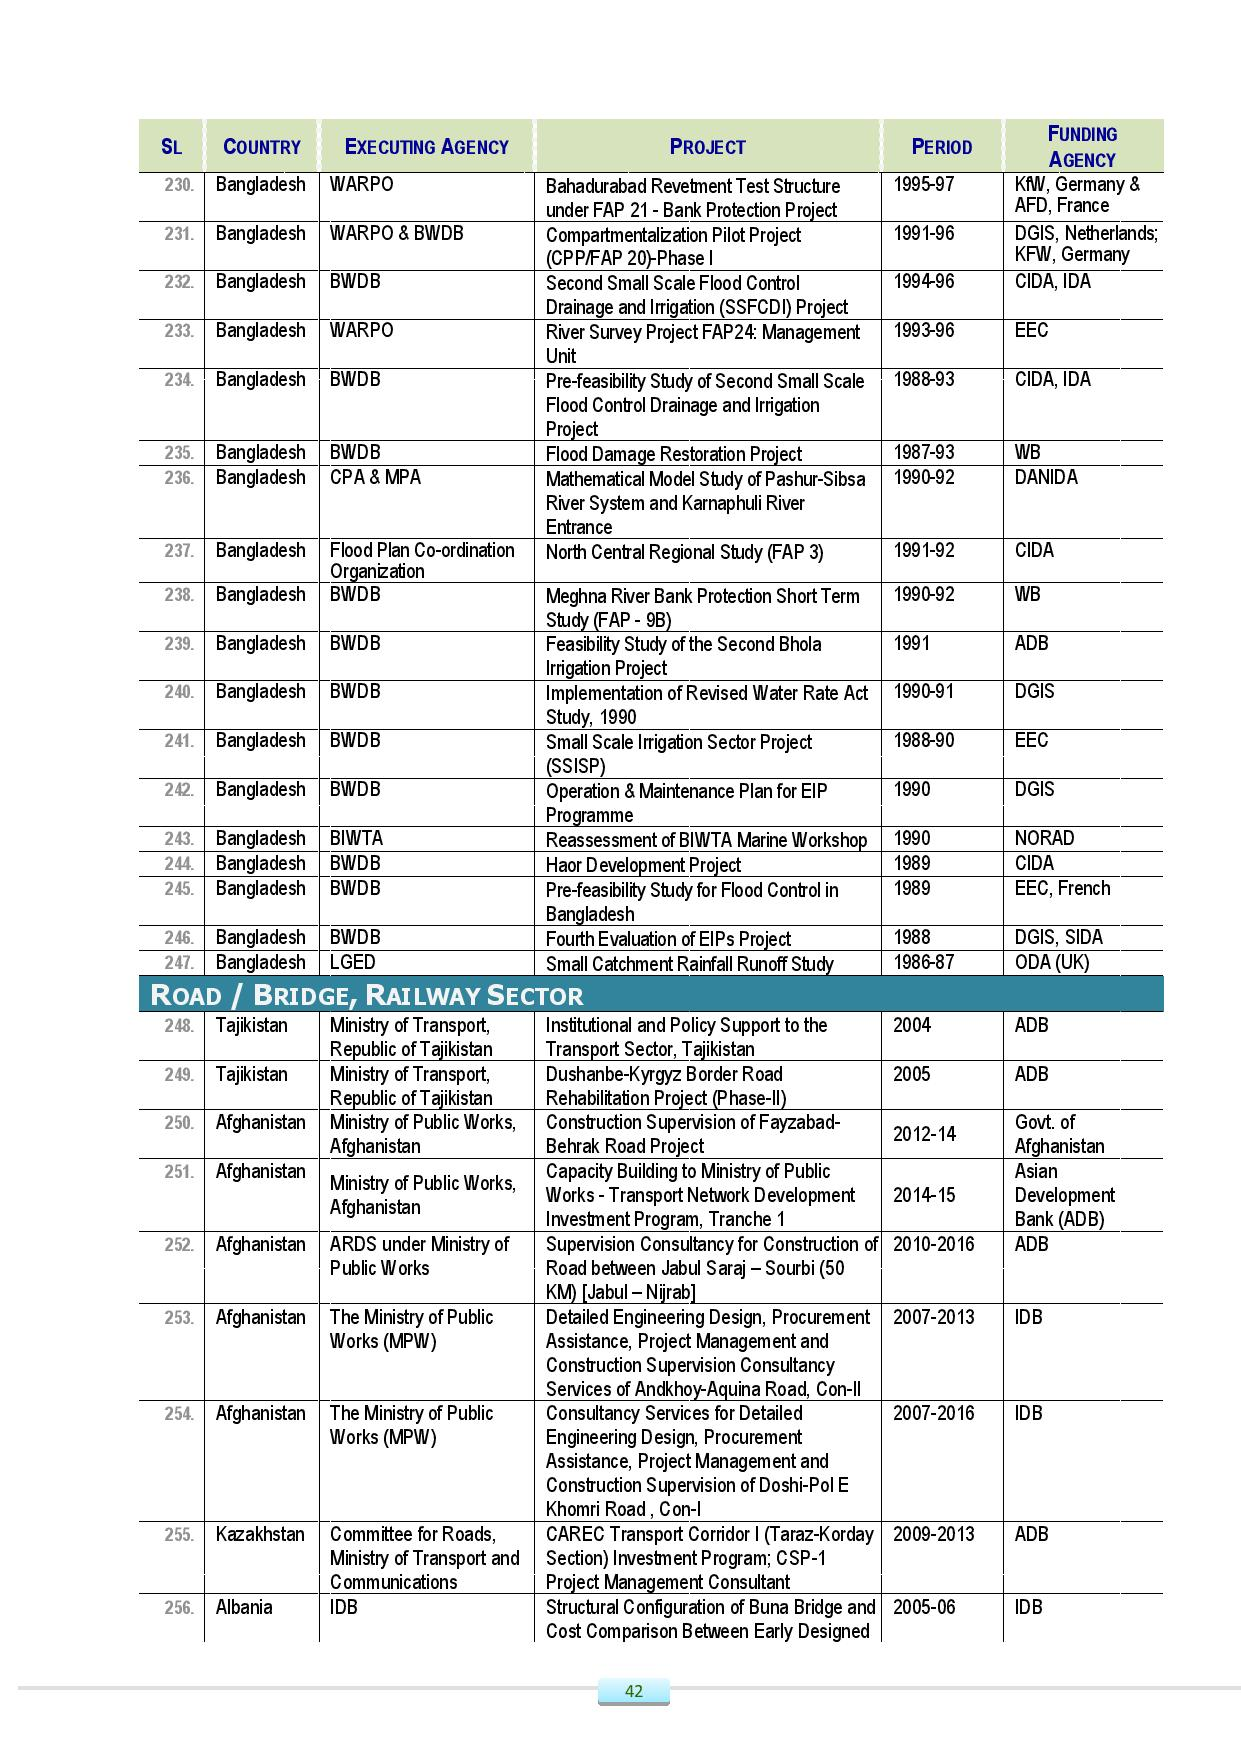 SL COUNTRY EXECUTING AGENCY PROJECT PERIOD FUNDING
AGENCY
230. Bangladesh WARPO Bahadurabad Revetment Test Structure 1995-97 KfW, Germany &
under FAP 21 - Bank Protection Project AFD, France
231. Bangladesh WARPO & BWDB Compartmentalization Pilot Project 1991-96 DGIS, Netherlands;
(CPP/FAP 20)-Phase I KFW, Germany
232. Bangladesh BWDB Second Small Scale Flood Control 1994-96 CIDA, IDA
Drainage and Irrigation (SSFCDI) Project
233. Bangladesh WARPO River Survey Project FAP24: Management 1993-96 EEC
Unit
234. Bangladesh BWDB Pre-feasibility Study of Second Small Scale 1988-93 CIDA, IDA
Flood Control Drainage and Irrigation
Project
235. Bangladesh BWDB Flood Damage Restoration Project 1987-93 WB
236. Bangladesh CPA & MPA Mathematical Model Study of Pashur-Sibsa 1990-92 DANIDA
River System and Karnaphuli River
Entrance
237. Bangladesh Flood Plan Co-ordination North Central Regional Study (FAP 3) 1991-92 CIDA
Organization
238. Bangladesh BWDB Meghna River Bank Protection Short Term 1990-92 WB
Study (FAP - 9B)
239. Bangladesh BWDB Feasibility Study of the Second Bhola 1991 ADB
Irrigation Project
240. Bangladesh BWDB Implementation of Revised Water Rate Act 1990-91 DGIS
Study, 1990
241. Bangladesh BWDB Small Scale Irrigation Sector Project 1988-90 EEC
(SSISP)
242. Bangladesh BWDB Operation & Maintenance Plan for EIP 1990 DGIS
Programme
243. Bangladesh BIWTA Reassessment of BIWTA Marine Workshop 1990 NORAD
244. Bangladesh BWDB Haor Development Project 1989 CIDA
245. Bangladesh BWDB Pre-feasibility Study for Flood Control in 1989 EEC, French
Bangladesh
246. Bangladesh BWDB Fourth Evaluation of EIPs Project 1988 DGIS, SIDA
247. Bangladesh LGED Small Catchment Rainfall Runoff Study 1986-87 ODA (UK)
ROAD / BRIDGE, RAILWAY SECTOR
248. Tajikistan Ministry of Transport, Institutional and Policy Support to the 2004 ADB
Republic of Tajikistan Transport Sector, Tajikistan
249. Tajikistan Ministry of Transport, Dushanbe-Kyrgyz Border Road 2005 ADB
Republic of Tajikistan Rehabilitation Project (Phase-II)
250. Afghanistan Ministry of Public Works, Construction Supervision of Fayzabad- 2012-14 Govt. of
Afghanistan Behrak Road Project Afghanistan
251. Afghanistan Ministry of Public Works, Capacity Building to Ministry of Public 2014-15 Asian
Afghanistan Works - Transport Network Development Development
Investment Program, Tranche 1 Bank (ADB)
252. Afghanistan ARDS under Ministry of Supervision Consultancy for Construction of 2010-2016 ADB
Public Works Road between Jabul Saraj – Sourbi (50
KM) [Jabul – Nijrab]
253. Afghanistan The Ministry of Public Detailed Engineering Design, Procurement 2007-2013 IDB
Works (MPW) Assistance, Project Management and
Construction Supervision Consultancy
Services of Andkhoy-Aquina Road, Con-II
254. Afghanistan The Ministry of Public Consultancy Services for Detailed 2007-2016 IDB
Works (MPW) Engineering Design, Procurement
Assistance, Project Management and
Construction Supervision of Doshi-Pol E
Khomri Road , Con-I
255. Kazakhstan Committee for Roads, CAREC Transport Corridor I (Taraz-Korday 2009-2013 ADB
Ministry of Transport and Section) Investment Program; CSP-1
Communications Project Management Consultant
256. Albania IDB Structural Configuration of Buna Bridge and 2005-06 IDB
Cost Comparison Between Early Designed
42